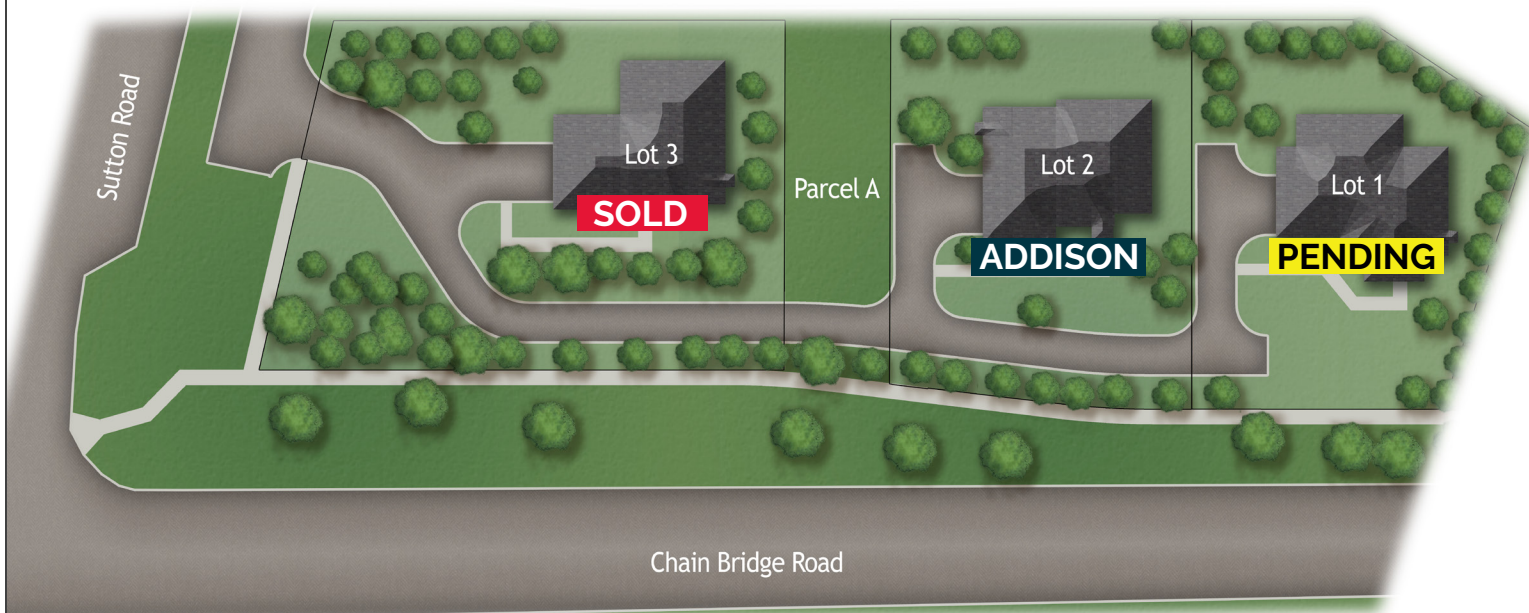 Sutton Road
Lot 3
SOLD
Parcel A
Lot 2
ADDISON
Lot 1
PENDING
Chain Bridge Road